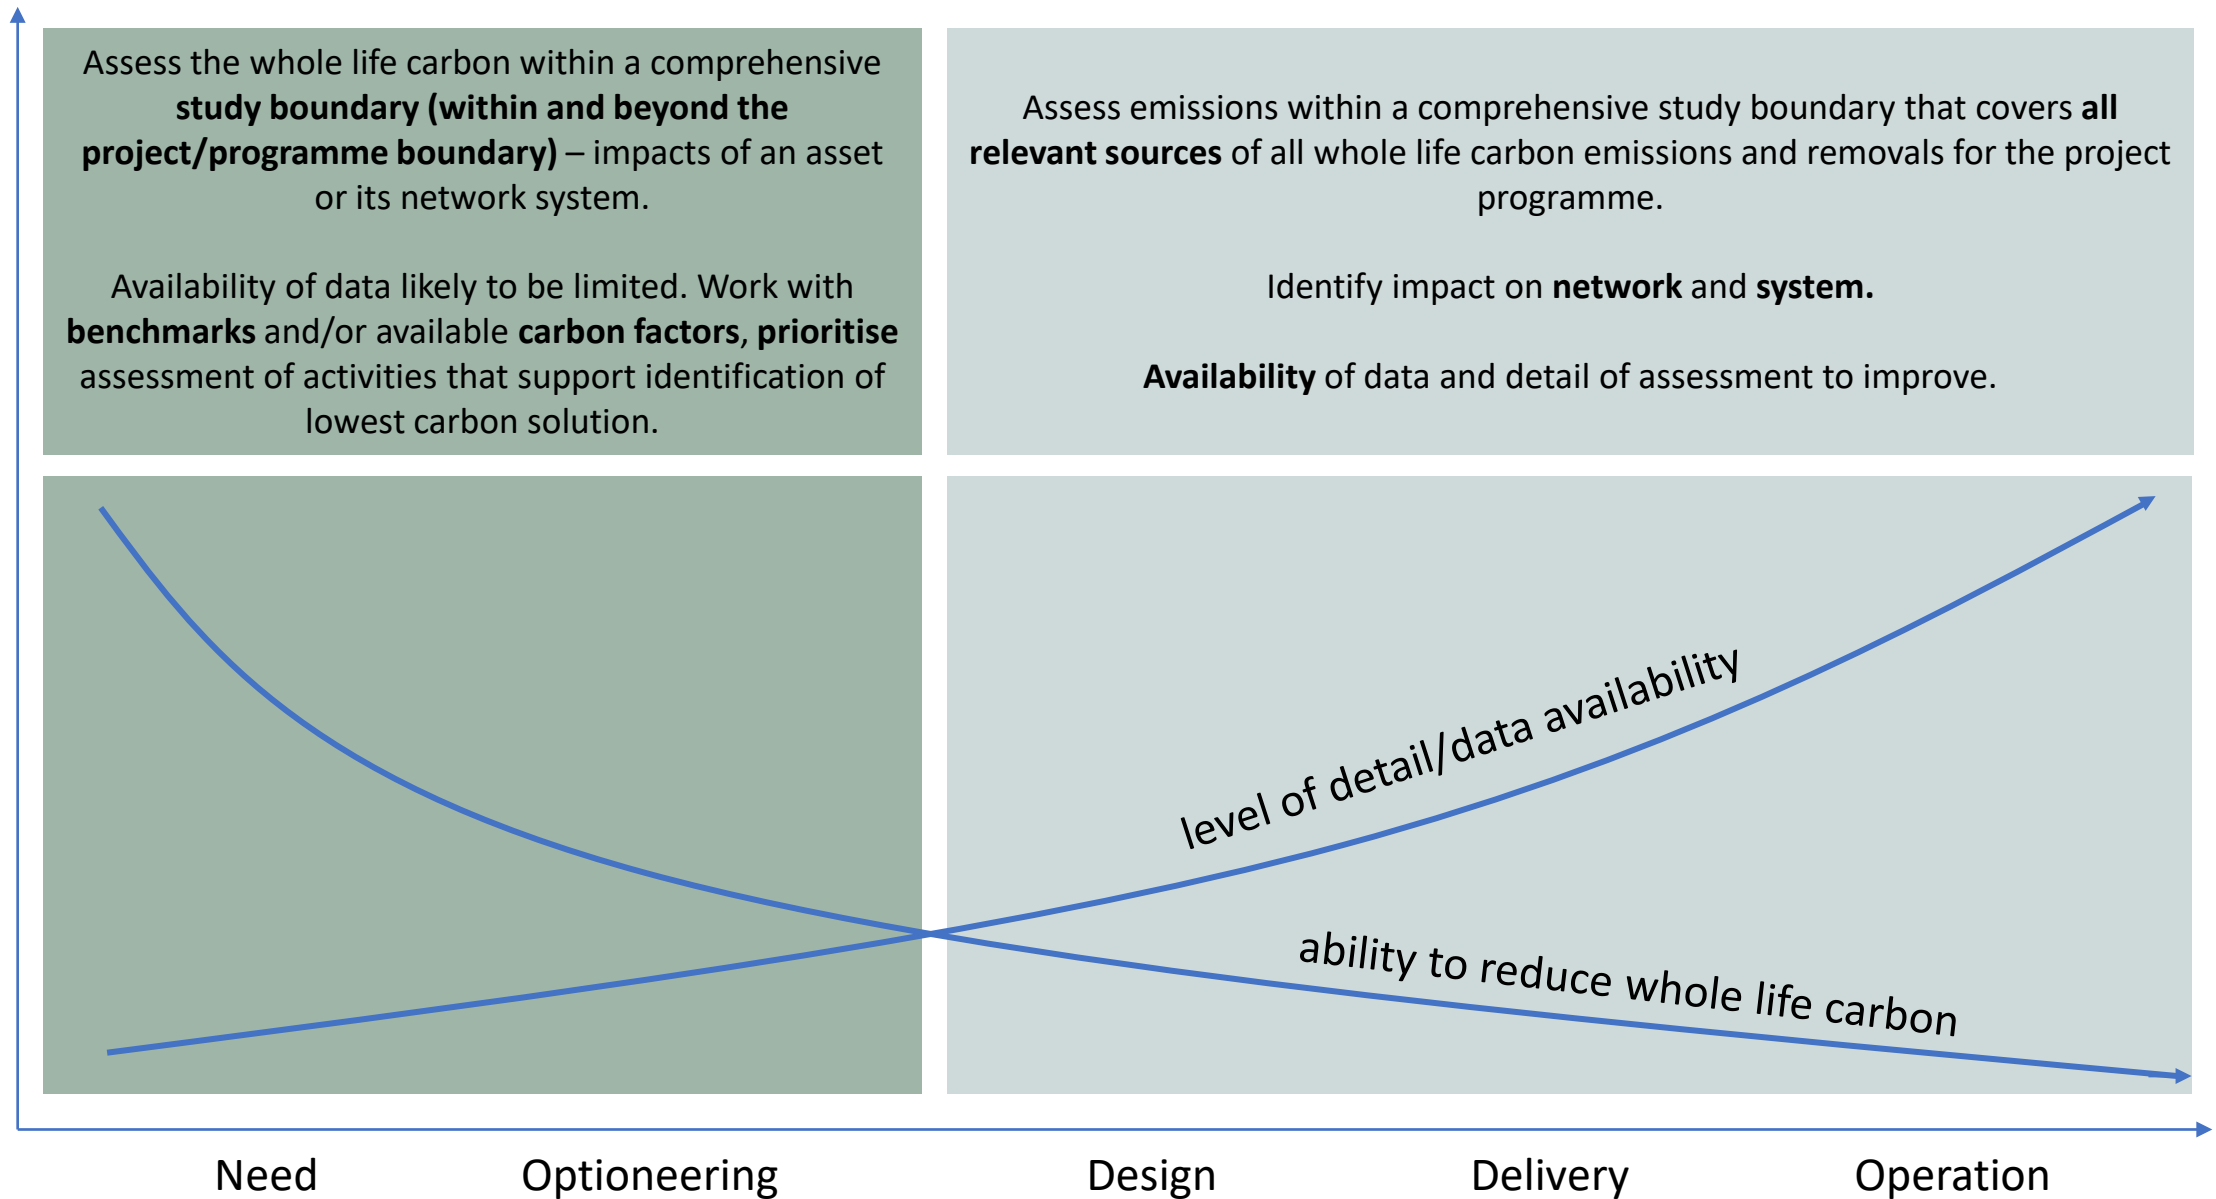 Assess the whole life carbon within a comprehensive
study boundary (within and beyond the
project/programme boundary) – impacts of an asset
or its network system.
Availability of data likely to be limited. Work with
benchmarks and/or available carbon factors, prioritise
assessment of activities that support identification of
lowest carbon solution.
Assess emissions within a comprehensive study boundary that covers all
relevant sources of all whole life carbon emissions and removals for the project
programme.
Identify impact on network and system.
Availability of data and detail of assessment to improve.
level of detail/data availability
ability to reduce whole life carbon
Need Optioneering Design Delivery Operation